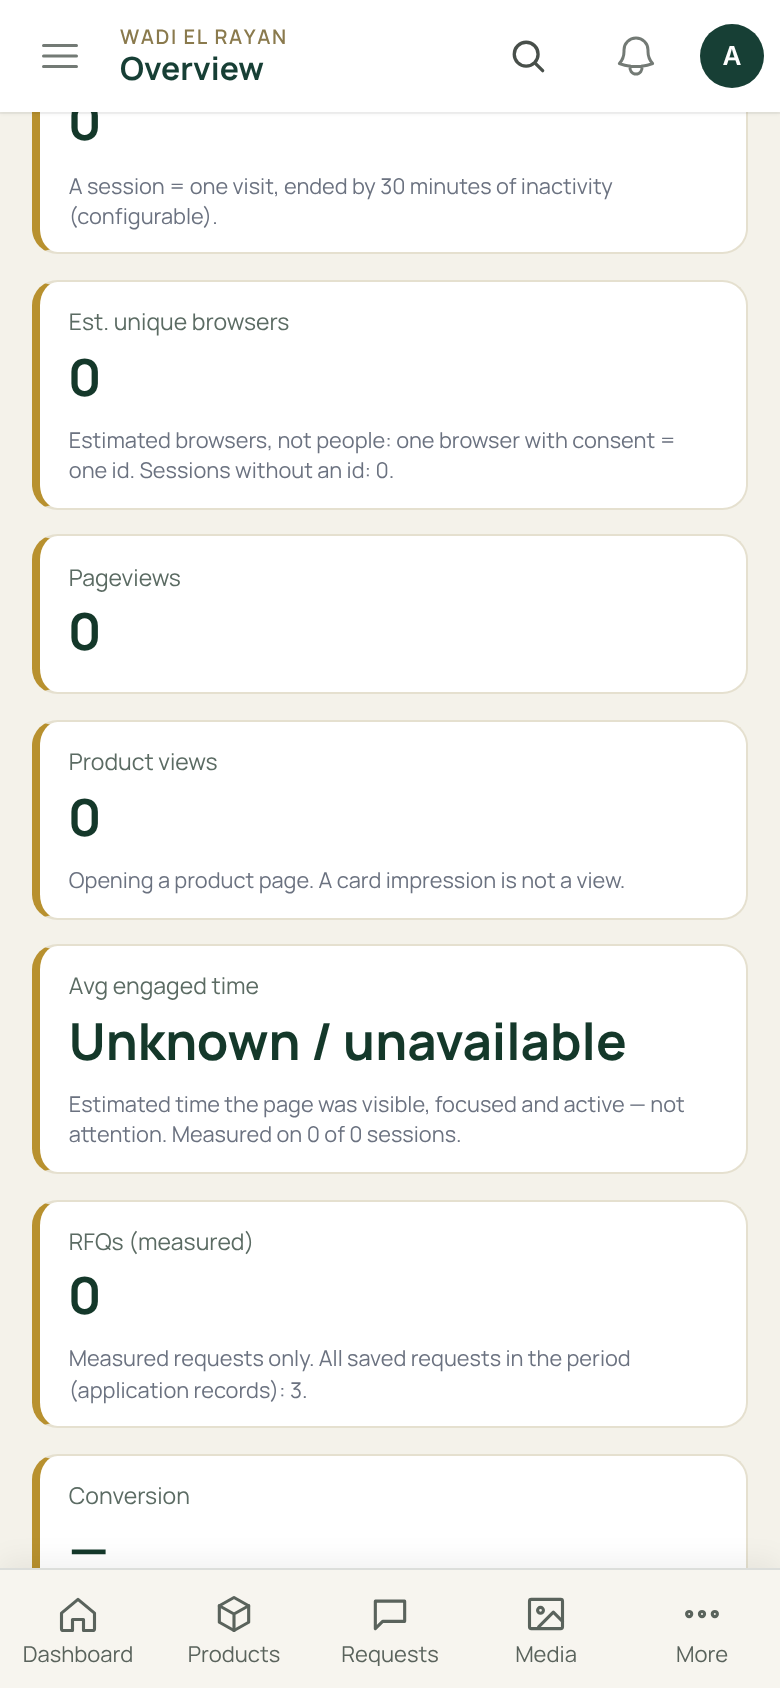 WADI EL RAYAN
Overview
A
0
A session = one visit, ended by 30 minutes of inactivity
(configurable).
Est. unique browsers
0
Estimated browsers, not people: one browser with consent =
one id. Sessions without an id: 0.
Pageviews
0
Product views
0
Opening a product page. A card impression is not a view.
Avg engaged time
Unknown / unavailable
Estimated time the page was visible, focused and active — not
attention. Measured on 0 of 0 sessions.
RFQs (measured)
0
Measured requests only. All saved requests in the period
(application records): 3.
Conversion
—
Dashboard
Products
Requests
Media
More